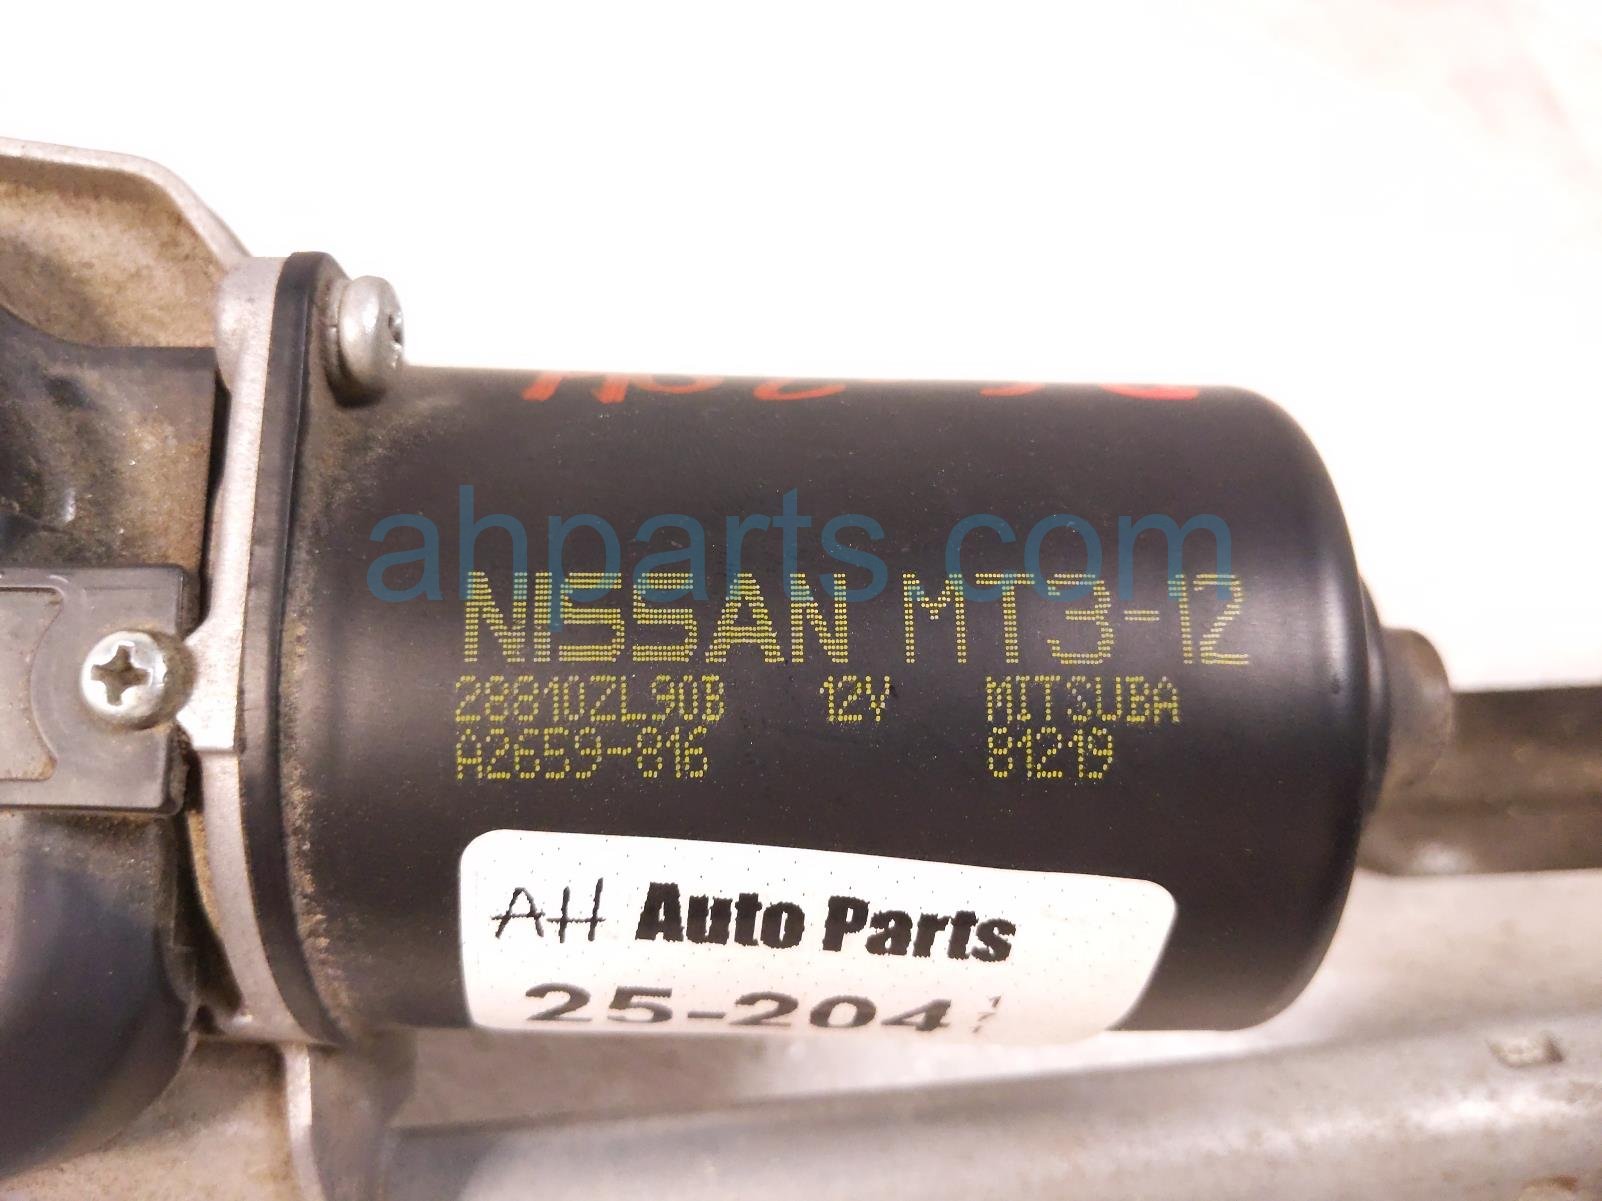 ahparts.com
NISSAN MT3-12
28810ZL90B 12V MITSUBA
A2659-816 81219
AH Auto Parts
25-204